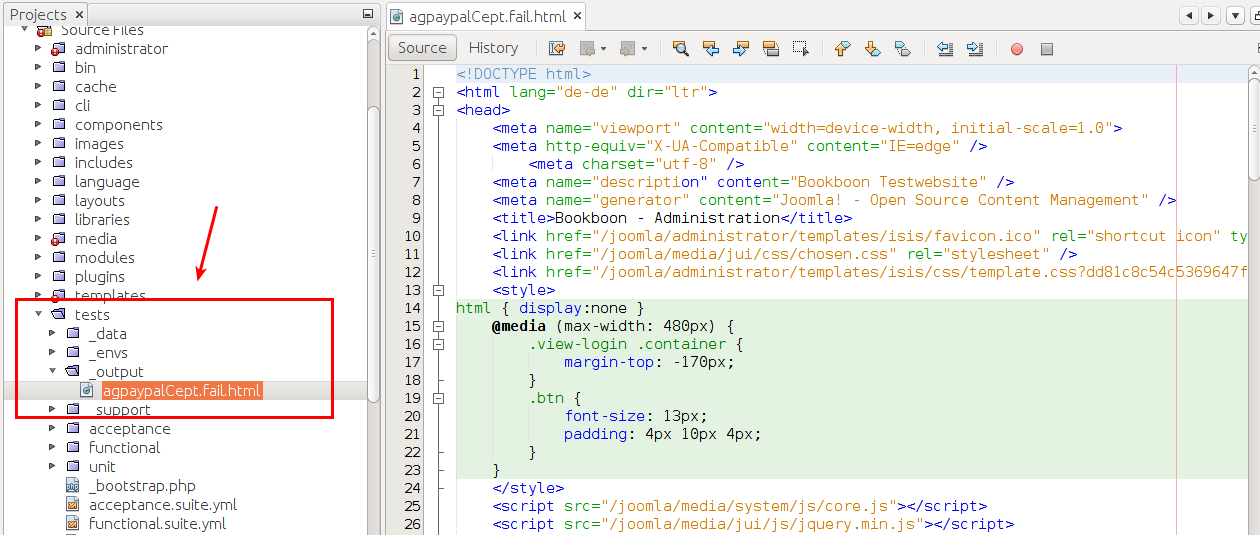 Projects
Source Files
administrator
bin
cache
cli
components
images
includes
language
layouts
libraries
media
modules
plugins
templates
tests
_data
_envs
_output
agpaypalCept.fail.html
_support
acceptance
functional
unit
_bootstrap.php
acceptance.suite.yml
functional.suite.yml
agpaypalCept.fail.html
Source History
1 <!DOCTYPE html>
2 <html lang="de-de" dir="ltr">
3 <head>
4 <meta name="viewport" content="width=device-width, initial-scale=1.0">
5 <meta http-equiv="X-UA-Compatible" content="IE=edge" />
6 <meta charset="utf-8" />
7 <meta name="description" content="Bookboon Testwebsite" />
8 <meta name="generator" content="Joomla! - Open Source Content Management" />
9 <title>Bookboon - Administration</title>
10 <link href="/joomla/administrator/templates/isis/favicon.ico" rel="shortcut icon" ty
11 <link href="/joomla/media/jui/css/chosen.css" rel="stylesheet" />
12 <link href="/joomla/administrator/templates/isis/css/template.css?dd81c8c54c5369647f
13 <style>
14 html { display:none }
15 @media (max-width: 480px) {
16 .view-login .container {
17 margin-top: -170px;
18 }
19 .btn {
20 font-size: 13px;
21 padding: 4px 10px 4px;
22 }
23 }
24 </style>
25 <script src="/joomla/media/system/js/core.js"></script>
26 <script src="/joomla/media/jui/js/jquery.min.js"></script>